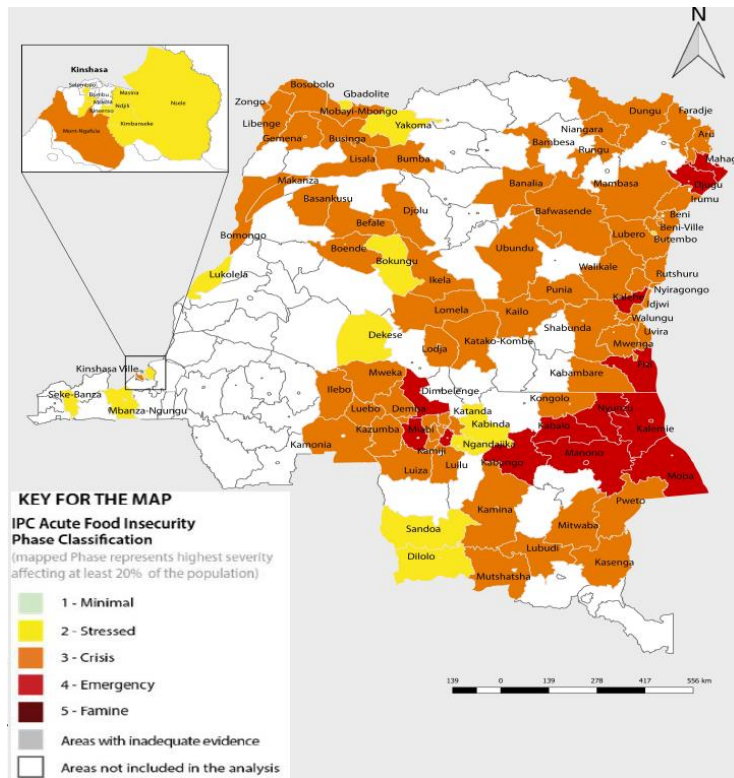 N
Kinshasa
Masina
Ndjili
Nsele
Kimbanseke
Mont Ngafula
Bosobolo
Gbadolite
Zongo
Mobayi-Mbongo
Libenge
Yakoma
Gemena
Businga
Lisala
Bumba
Dungu
Faradje
Niangara
Aru
Bambesa
Rungu
Mahag
Djugu
Makanza
Banalia
Mambasa
Irumu
Basankusu
Djolu
Bafwasende
Beni
Beni-Ville
Befale
Lubero
Butembo
Bomongo
Boende
Ubundu
Bokungu
Walikale
Rutshuru
Lukolela
Ikela
Punia
Nyiragongo
Kalehe
Idjwi
Lomela
Kailo
Walungu
Shabunda
Uvira
Dekese
Katako-Kombe
Mwenga
Lodja
Fizi
Kinshasa Ville
Mweka
Kabambare
Seke-Banza
Dimbelenge
Ilebo
Kongolo
Mbanza-Ngungu
Demba
Katanda
Nyunzu
Luebo
Kabinda
Kabalo
Kalemie
Kazumba
Miabi
Ngandajika
Kamonia
Kamiji
Manono
Luiza
Luilu
Kabongo
Moba
Pweto
Kamina
Mitwaba
Sandoa
Lubudi
Kasenga
Dilolo
Mutshatsha
KEY FOR THE MAP
IPC Acute Food Insecurity
Phase Classification
(mapped Phase represents highest severity
affecting at least 20% of the population)
1 - Minimal
2 - Stressed
3 - Crisis
4 - Emergency
5 - Famine
Areas with inadequate evidence
Areas not included in the analysis
139 0 139 278 417 556 km